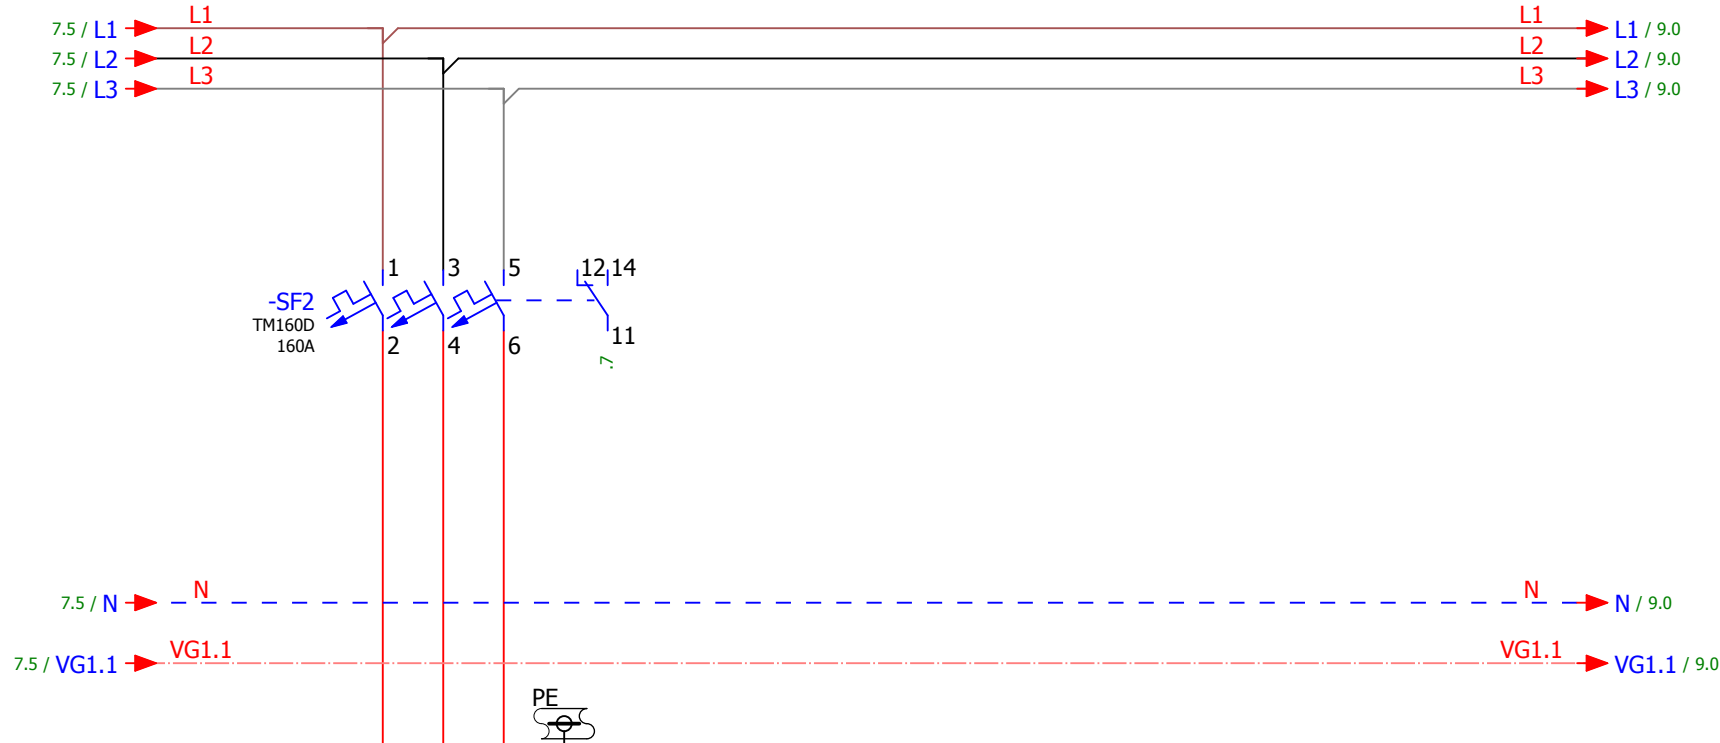 7.5 / L1 L1 L1 L1 / 9.0
7.5 / L2 L2 L2 L2 / 9.0
7.5 / L3 L3 L3 L3 / 9.0
1 3 5 12 14
-SF2
TM160D
160A
2 4 6 11
.7
7.5 / N N N N / 9.0
7.5 / VG1.1 VG1.1 VG1.1 VG1.1 / 9.0
PE